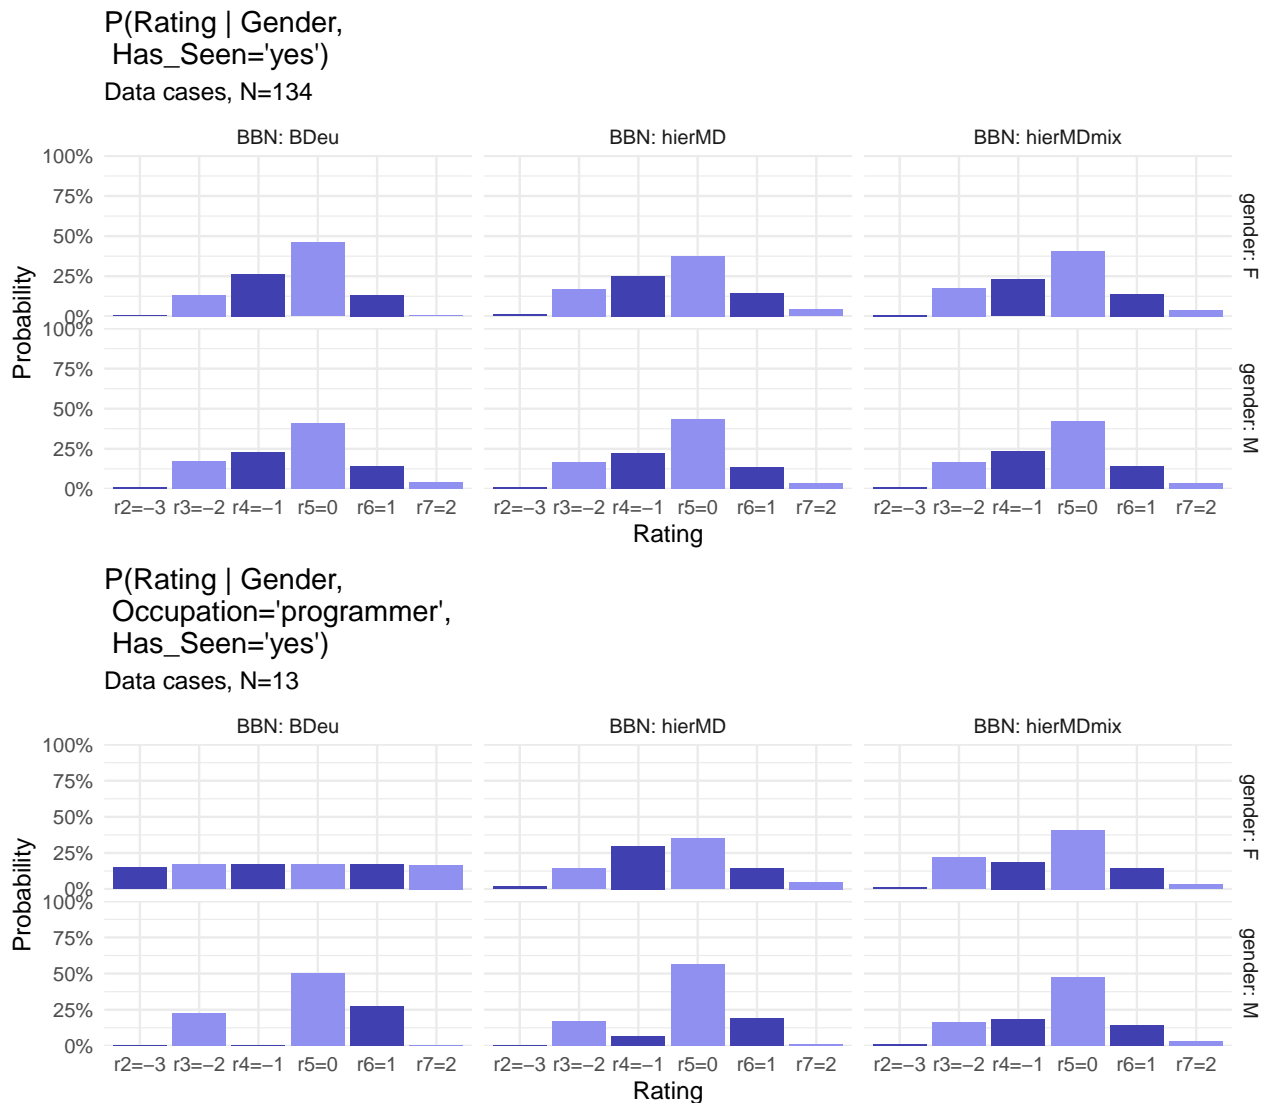 P(Rating | Gender,
Has_Seen='yes')
Data cases, N=134
BBN: BDeu BBN: hierMD BBN: hierMDmix
100%
75%
50%
25%
0%
gender: F
100%
75%
50%
25%
0%
gender: M
Probability
r2=−3 r3=−2 r4=−1 r5=0 r6=1 r7=2 r2=−3 r3=−2 r4=−1 r5=0 r6=1 r7=2 r2=−3 r3=−2 r4=−1 r5=0 r6=1 r7=2
Rating
P(Rating | Gender,
Occupation='programmer',
Has_Seen='yes')
Data cases, N=13
BBN: BDeu BBN: hierMD BBN: hierMDmix
100%
75%
50%
25%
0%
gender: F
100%
75%
50%
25%
0%
gender: M
Probability
r2=−3 r3=−2 r4=−1 r5=0 r6=1 r7=2 r2=−3 r3=−2 r4=−1 r5=0 r6=1 r7=2 r2=−3 r3=−2 r4=−1 r5=0 r6=1 r7=2
Rating